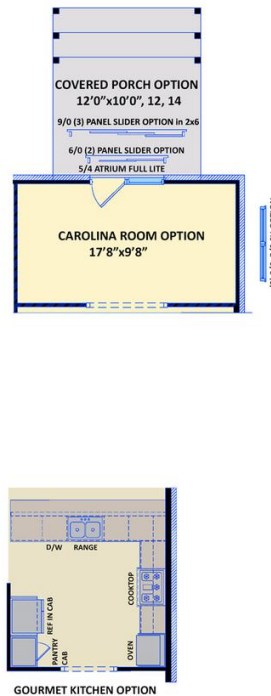 COVERED PORCH OPTION
12'0"x10'0", 12, 14
9/0 (3) PANEL SLIDER OPTION in 2x6
6/0 (2) PANEL SLIDER OPTION
5/4 ATRIUM FULL LITE
CAROLINA ROOM OPTION
17'8"x9'8"
D/W RANGE
COOKTOP
REF IN CAB
PANTRY
CAB
OVEN
GOURMET KITCHEN OPTION